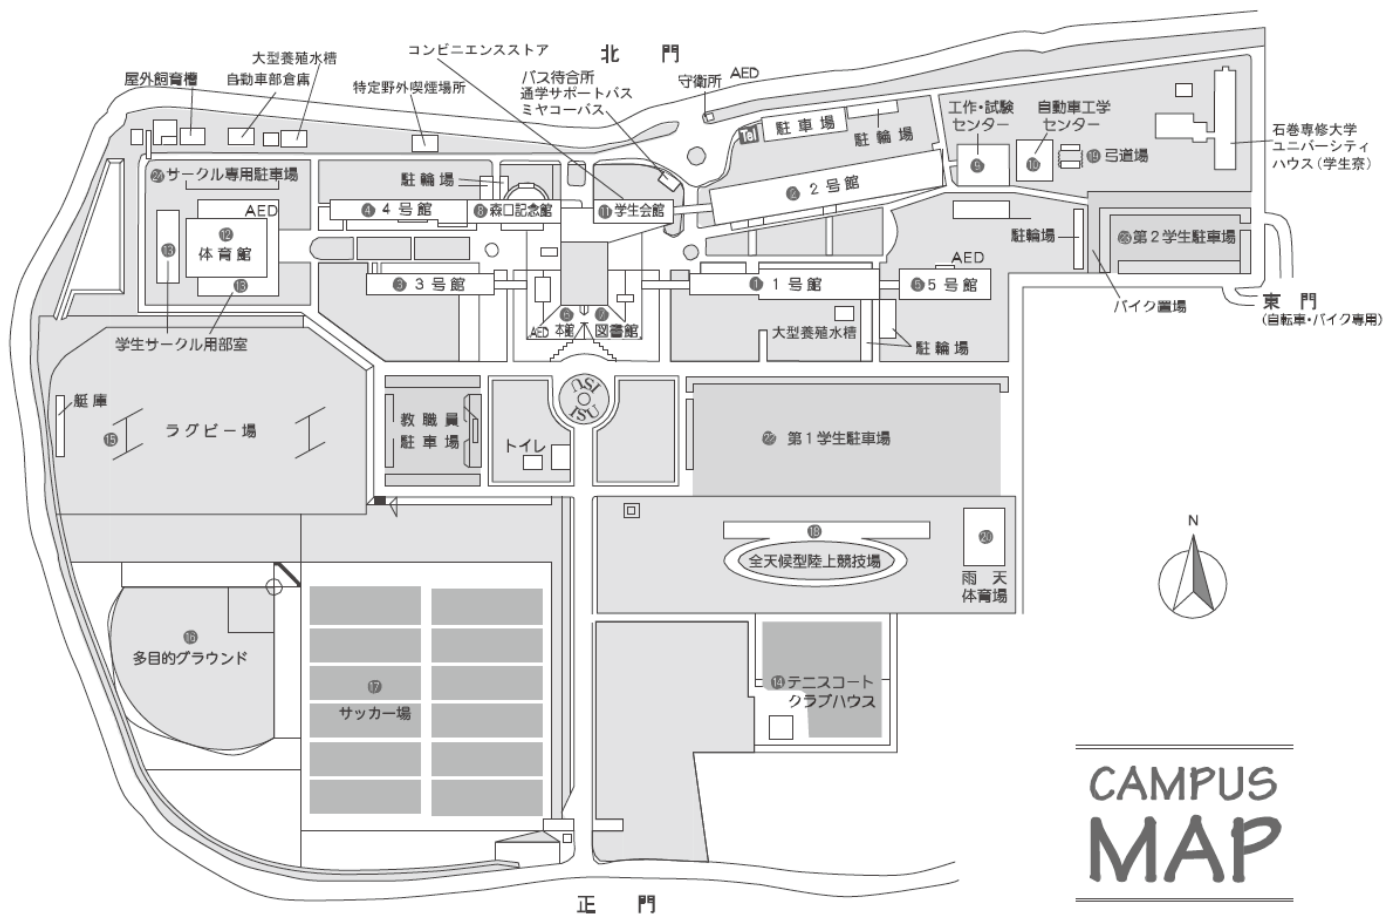 北 門
コンビニエンスストア
大型養殖水槽
屋外飼育槽
自動車部倉庫
特定野外喫煙場所
バス待合所
通学サポートバス
ミヤコーバス
守衛所
AED
Tel
駐車場
駐輪場
工作・試験
センター
⑨
自動車工学
センター
⑩
⑲弓道場
石巻専修大学
ユニバーシティ
ハウス(学生寮)
サークル専用駐車場
AED
⑫
体育館
⑬
⑬
学生サークル用部室
駐輪場
④4号館
⑧森口記念館
⑪学生会館
②2号館
③3号館
①1号館
AED
⑤5号館
駐輪場
第2学生駐車場
バイク置場
東 門
(自転車・バイク専用)
⑥
AED 本館
⑦
図書館
大型養殖水槽
駐輪場
艇庫
⑮
ラグビー場
教職員
駐車場
トイレ
ISU
ISU
第1学生駐車場
⑱
全天候型陸上競技場
⑳
雨天
体育場
N
⑯
多目的グラウンド
⑰
サッカー場
⑭テニスコート
クラブハウス
CAMPUS
MAP
正 門